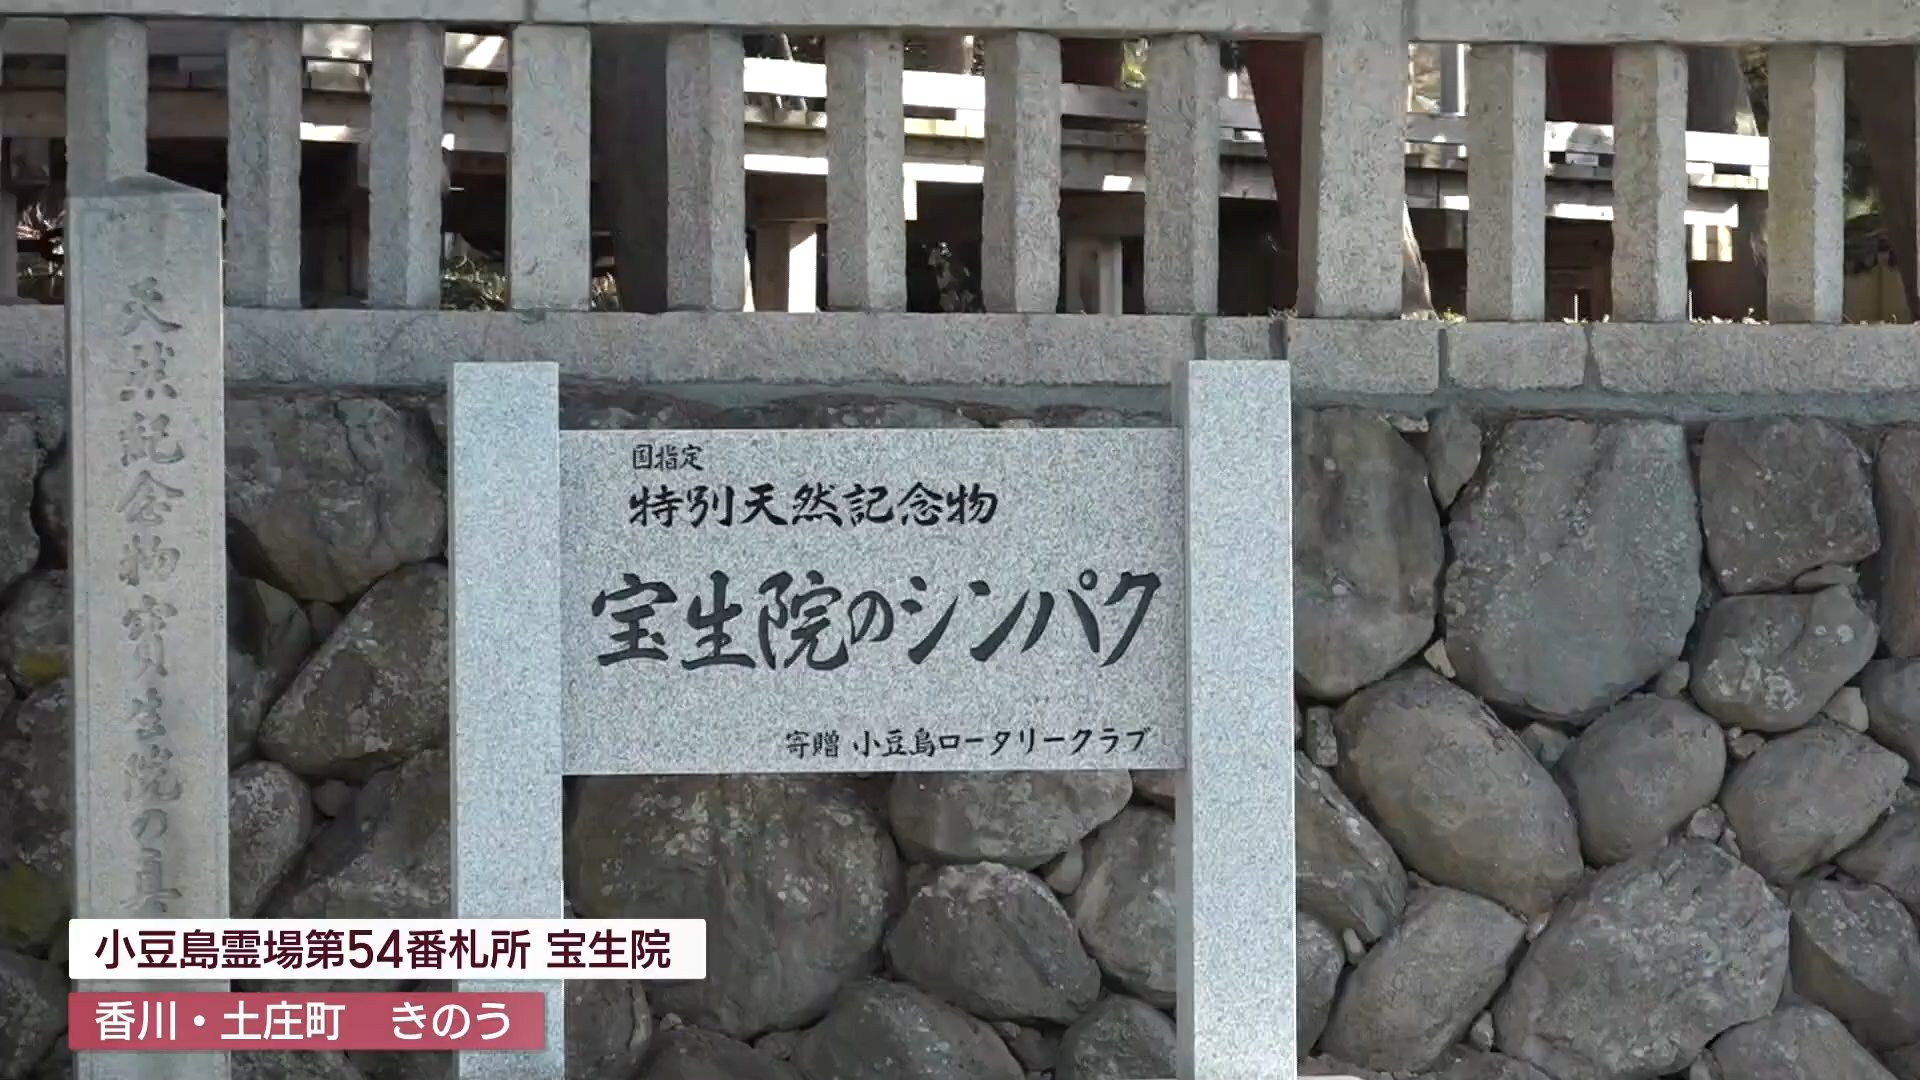 天然記念物寳生院の真
国指定
特別天然記念物
宝生院のシンパク
寄贈 小豆島ロータリークラブ
小豆島霊場第54番札所 宝生院
香川・土庄町 きのう